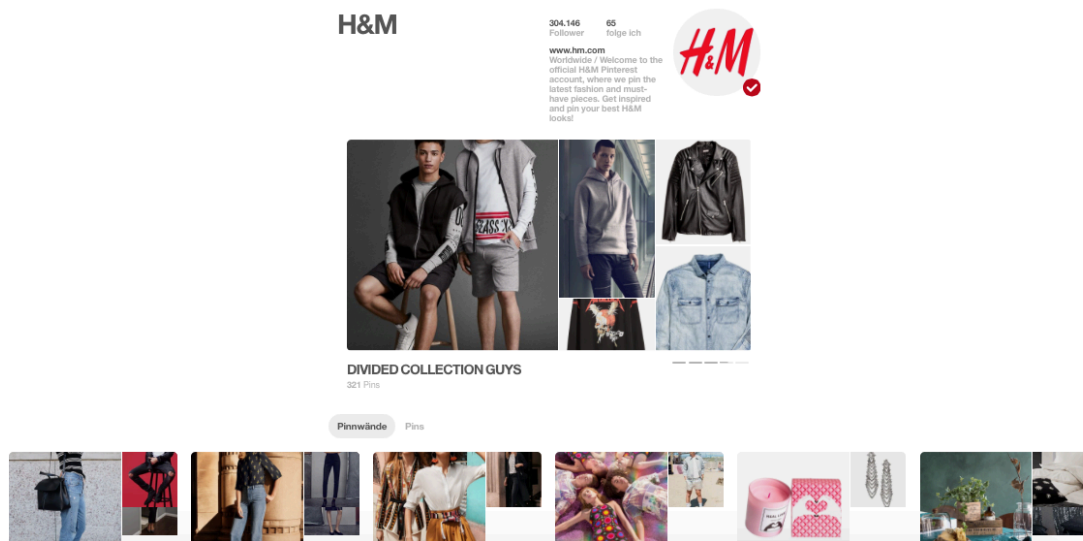 H&M
304.146 65
Follower folge ich
www.hm.com
Worldwide / Welcome to the
official H&M Pinterest
account, where we pin the
latest fashion and must-
have pieces. Get inspired
and pin your best H&M
looks!
H&M
DIVIDED COLLECTION GUYS
321 Pins
Pinnwände Pins